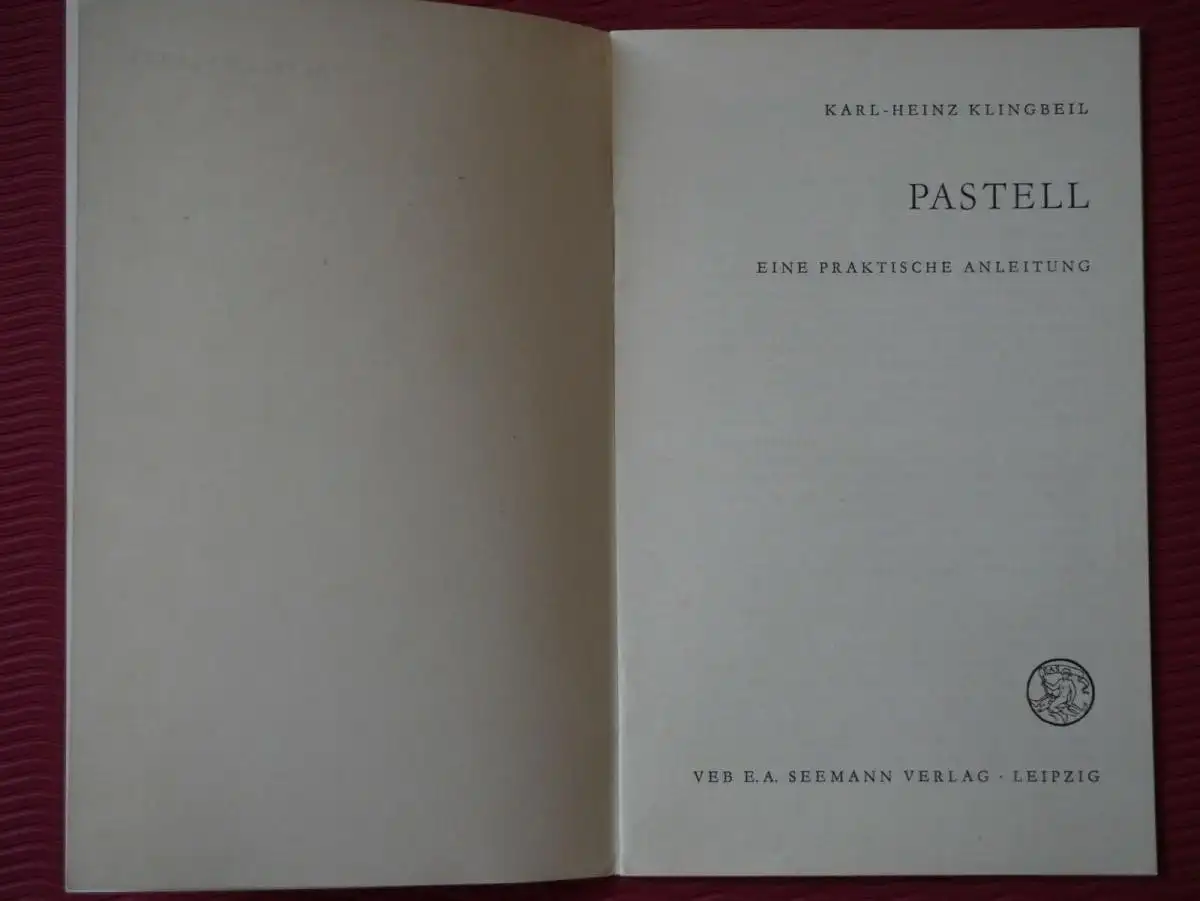 KARL-HEINZ KLINGBEIL
PASTELL
EINE PRAKTISCHE ANLEITUNG
VEB E.A. SEEMANN VERLAG · LEIPZIG